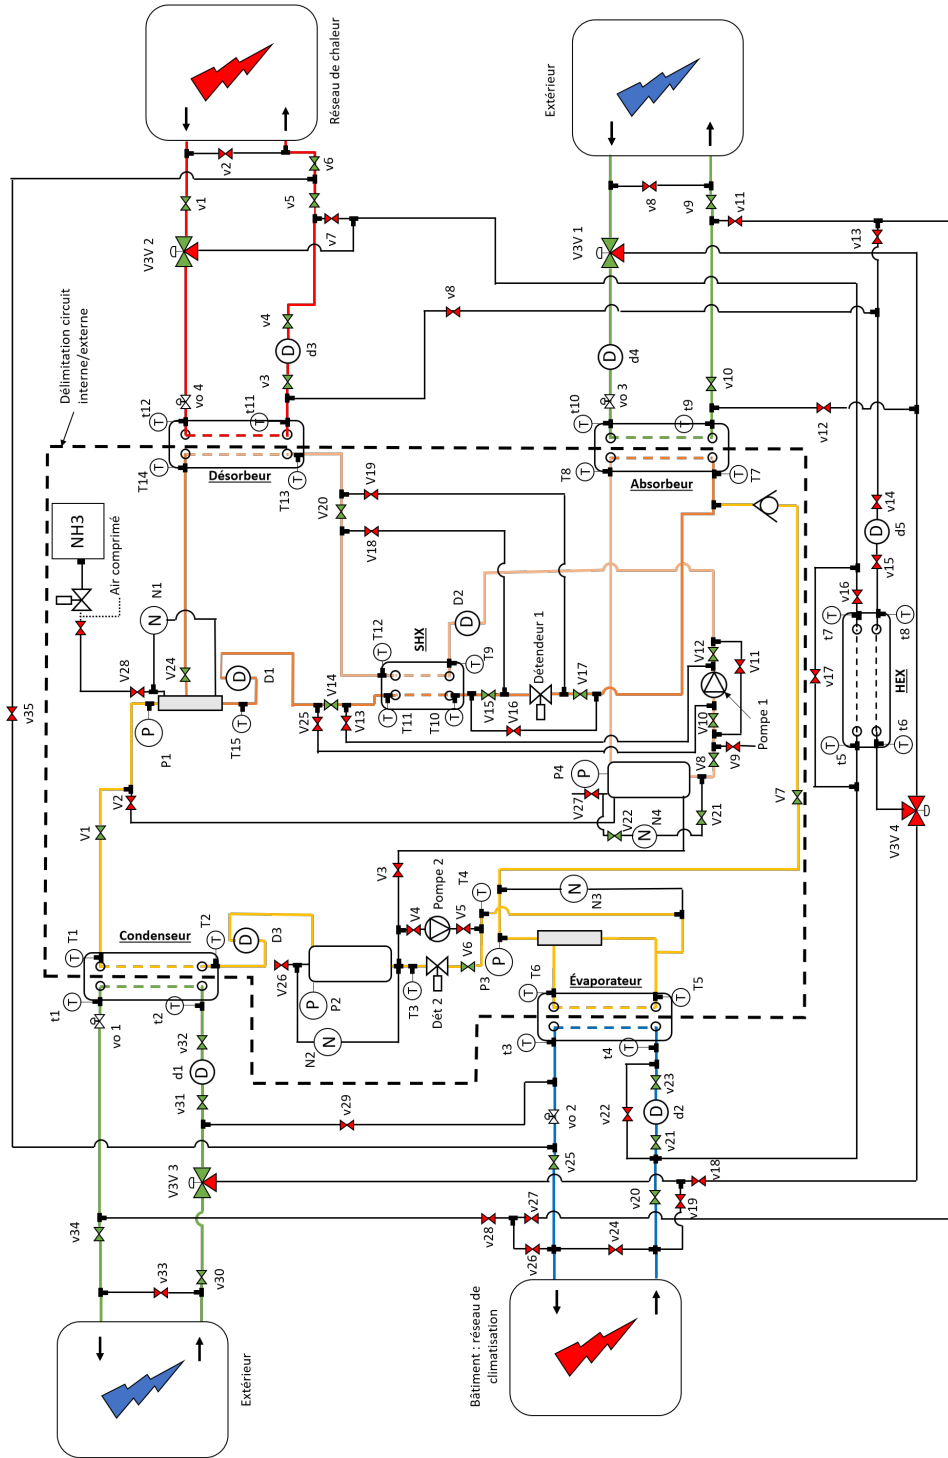 Réseau de chaleur
Extérieur
v2
v6
v1
v5
v7
V3V 2
v8
v9
v11
v13
V3V 1
Délimitation circuit
interne/externe
v8
v4
D
d3
v3
D
d4
vo 4
t12
T
t11
T
vo 3
t10
T
t9
T
v10
v12
T
T14
Désorbeur
T
T13
T8
T
Absorbeur
T
T7
NH3
Air comprimé
N1
N
V19
V20
V18
v14
D
d5
v15
v16
t7
T
T
t8
v17
HEX
t5
T
T
t6
V3V 4
V28
V24
P
P1
D
D1
T
T15
SHX
T12
T
D2
D
T
T9
T
T11
T10
T
V14
V25
V13
V15
V16
Détendeur 1
V17
V12
V11
V10
V9
V8
Pompe 1
P4
P
V27
V22
N
N4
V21
V7
V2
V1
v35
V3
V4
Pompe 2
V5
T4
T
V6
P3
P
N
N3
T1
T
Condenseur
T2
T
D
D3
V26
P
P2
N2
N
T
T3
Dét 2
T6
T
Évaporateur
T
T5
t1
T
vo 1
T
t2
v32
d1
D
v31
v29
t3
T
t4
T
vo 2
v22
v23
D
d2
v21
v25
V3V 3
v34
v33
v30
v28
v27
v26
v24
v20
v19
v18
Extérieur
Bâtiment : réseau de
climatisation